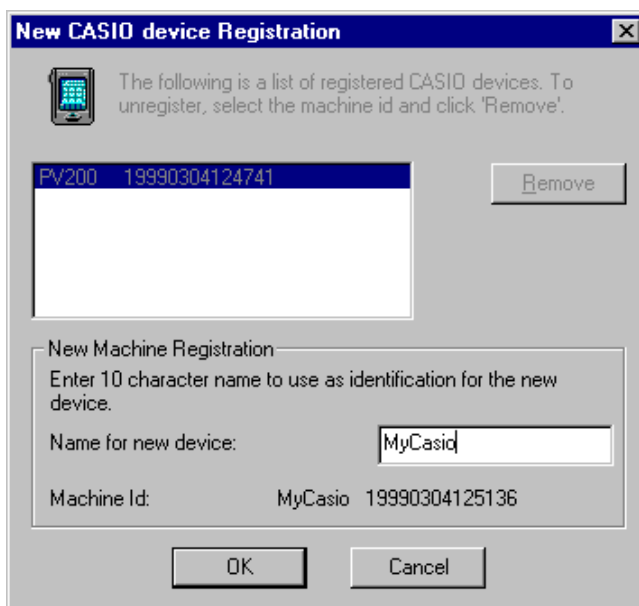 New CASIO device Registration
The following is a list of registered CASIO devices. To
unregister, select the machine id and click 'Remove'.
PV200 19990304124741
Remove
New Machine Registration
Enter 10 character name to use as identification for the new
device.
Name for new device: MyCasio
Machine Id: MyCasio 19990304125136
OK Cancel